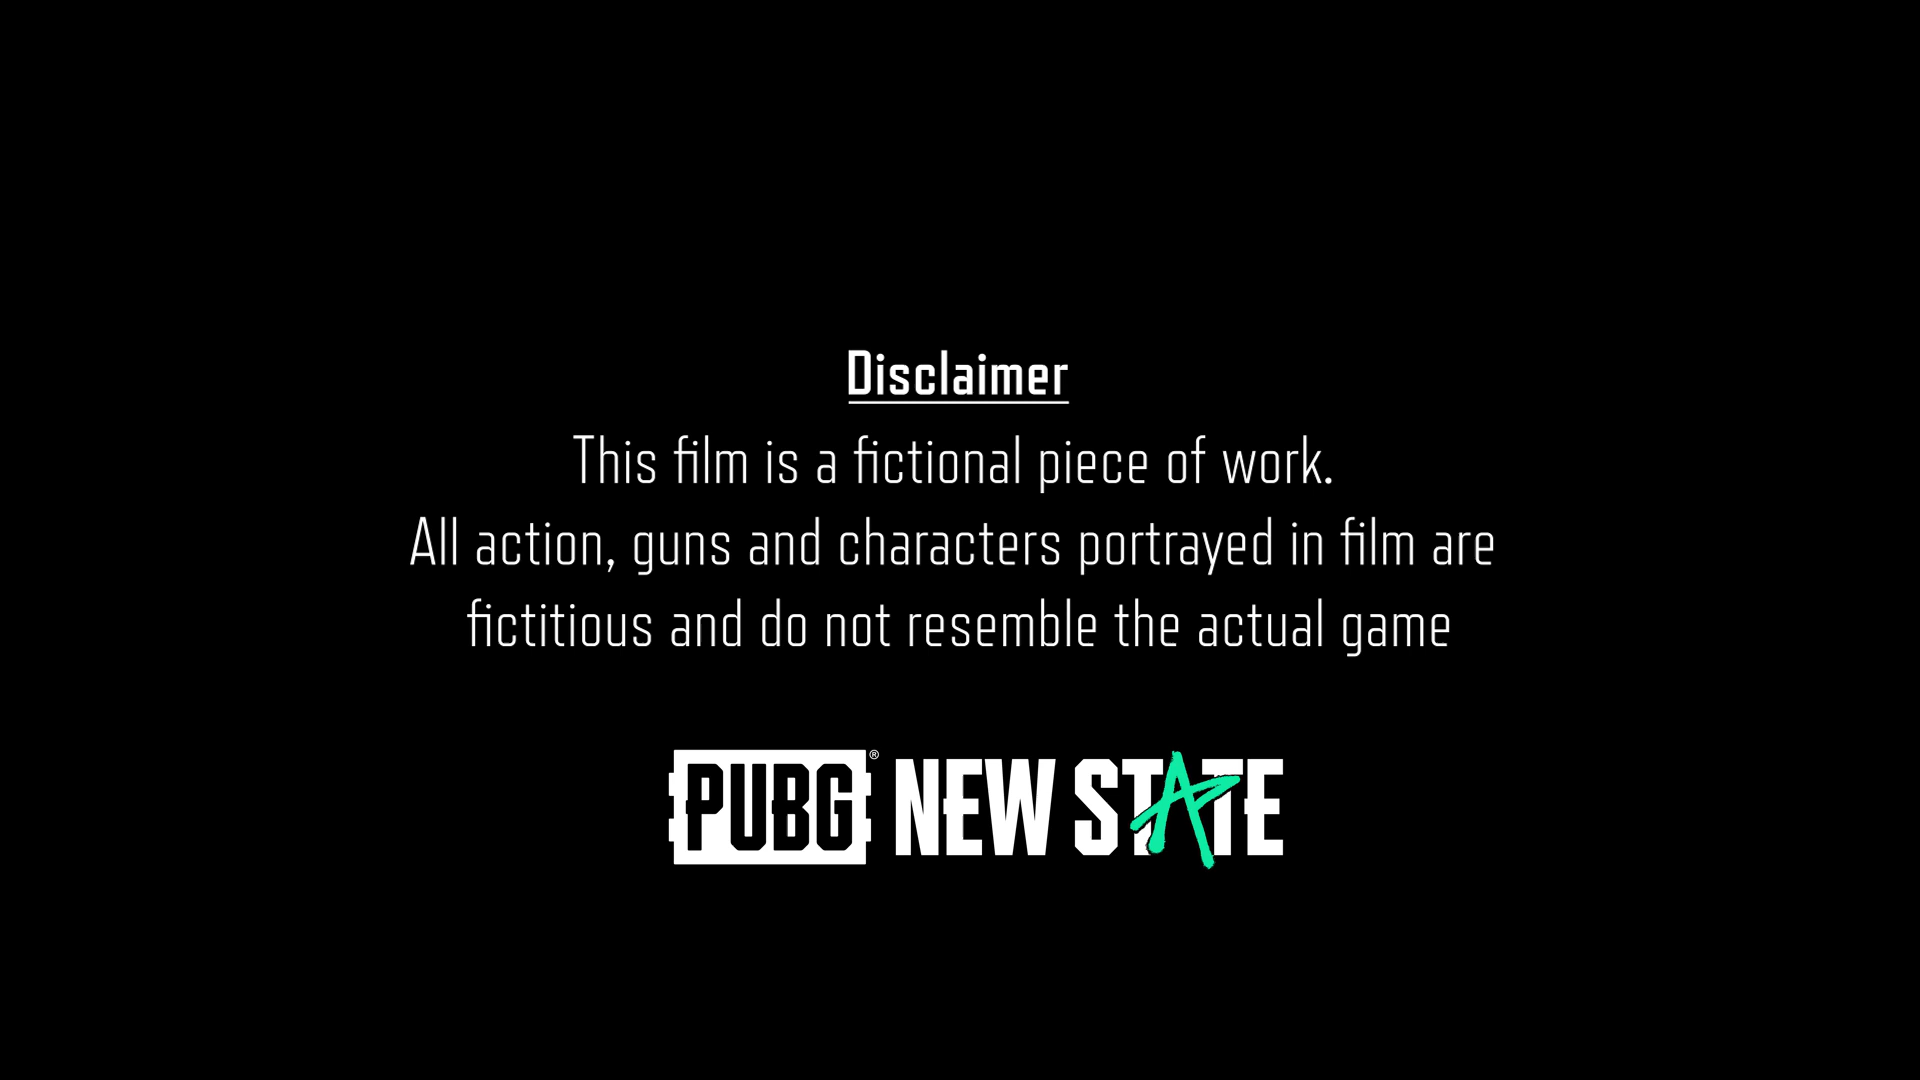 Disclaimer
This film is a fictional piece of work.
All action, guns and characters portrayed in film are
fictitious and do not resemble the actual game
PUBG® NEW STATE